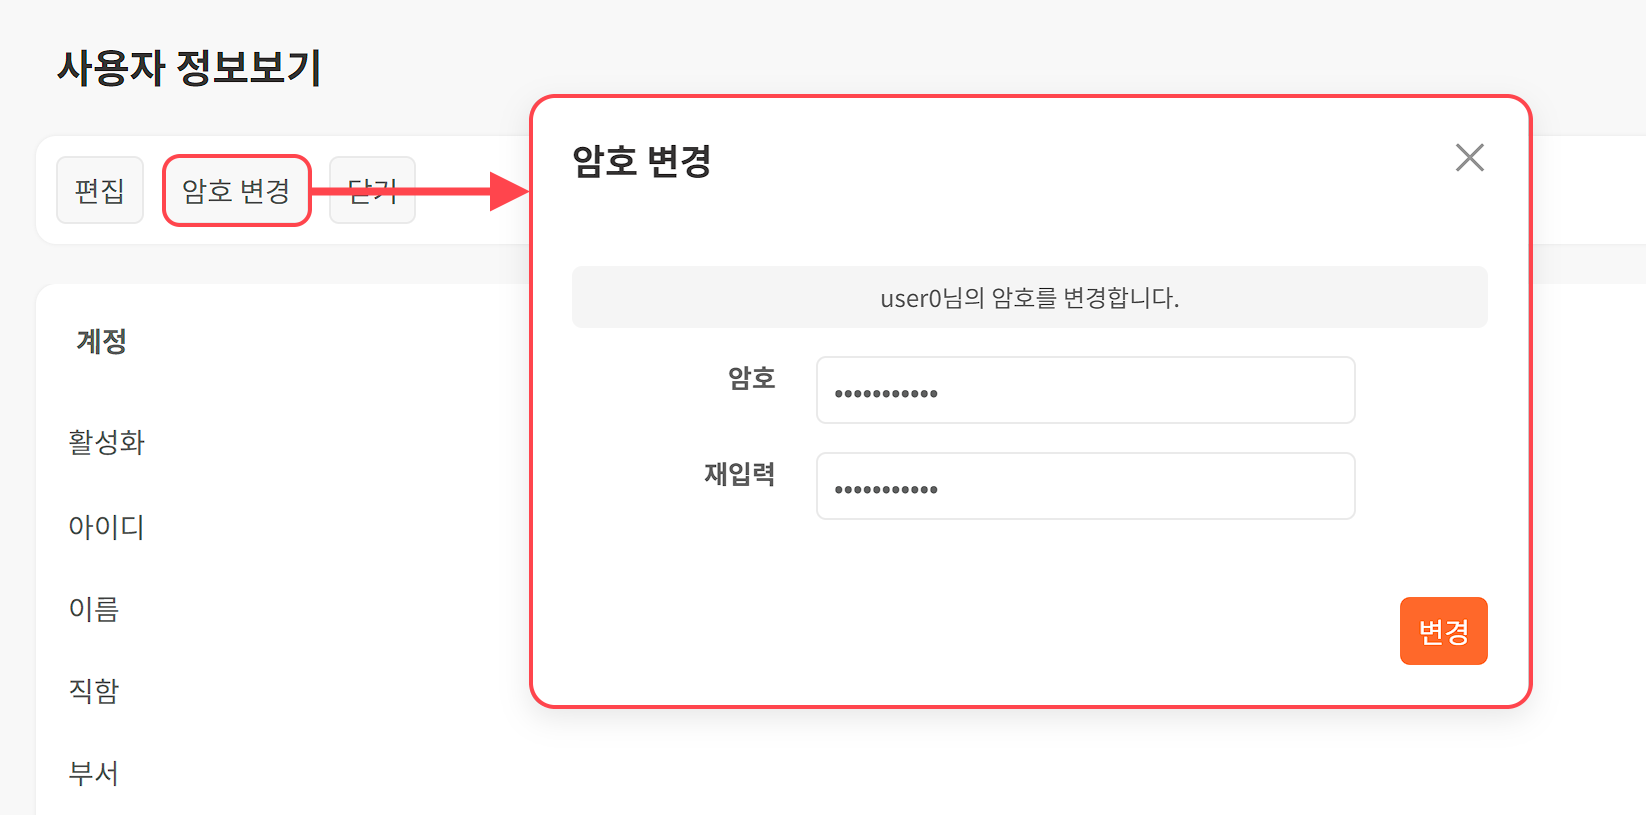 사용자 정보보기
편집 암호 변경 닫기
암호 변경
user0님의 암호를 변경합니다.
암호 •••••••••••
재입력 •••••••••••
변경
계정
활성화
아이디
이름
직함
부서